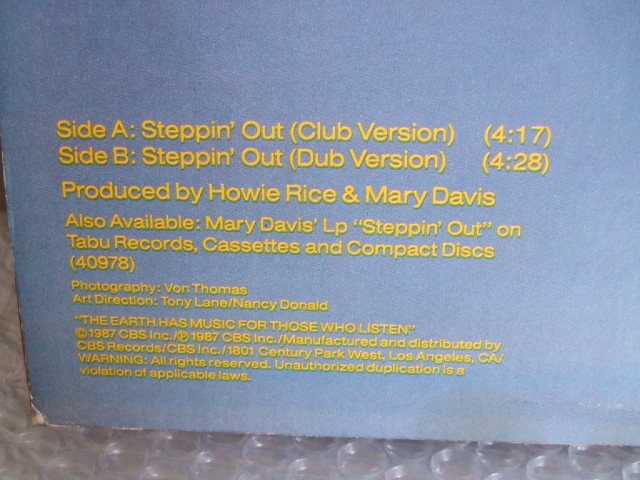 Side A: Steppin' Out (Club Version) (4:17)
Side B: Steppin' Out (Dub Version) (4:28)
Produced by Howie Rice & Mary Davis
Also Available: Mary Davis' Lp "Steppin' Out" on
Tabu Records, Cassettes and Compact Discs
(40978)
Photography: Von Thomas
Art Direction: Tony Lane/Nancy Donald
"THE EARTH HAS MUSIC FOR THOSE WHO LISTEN"
© 1987 CBS Inc./℗ 1987 CBS Inc./Manufactured and distributed by
CBS Records/CBS Inc./1801 Century Park West, Los Angeles, CA/
WARNING: All rights reserved. Unauthorized duplication is a
violation of applicable laws.